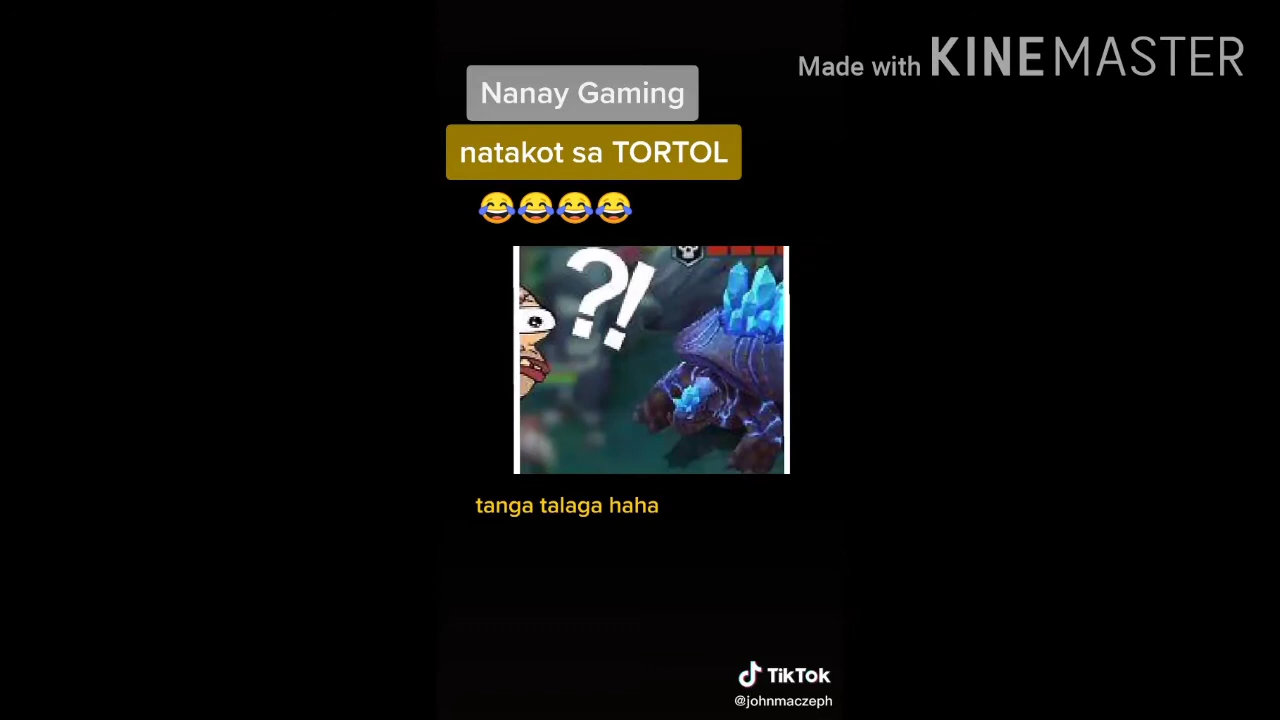 Made with KINEMASTER
Nanay Gaming
natakot sa TORTOL
😂😂😂😂
?!
tanga talaga haha
TikTok
@johnmaczeph